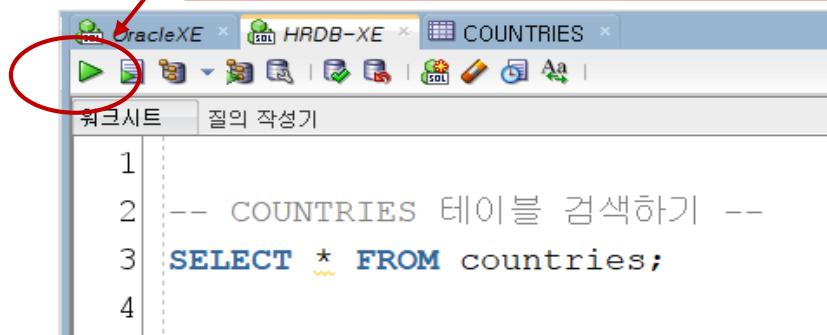 OracleXE HRDB-XE COUNTRIES
워크시트 질의 작성기
1
2 -- COUNTRIES 테이블 검색하기 --
3 SELECT * FROM countries;
4